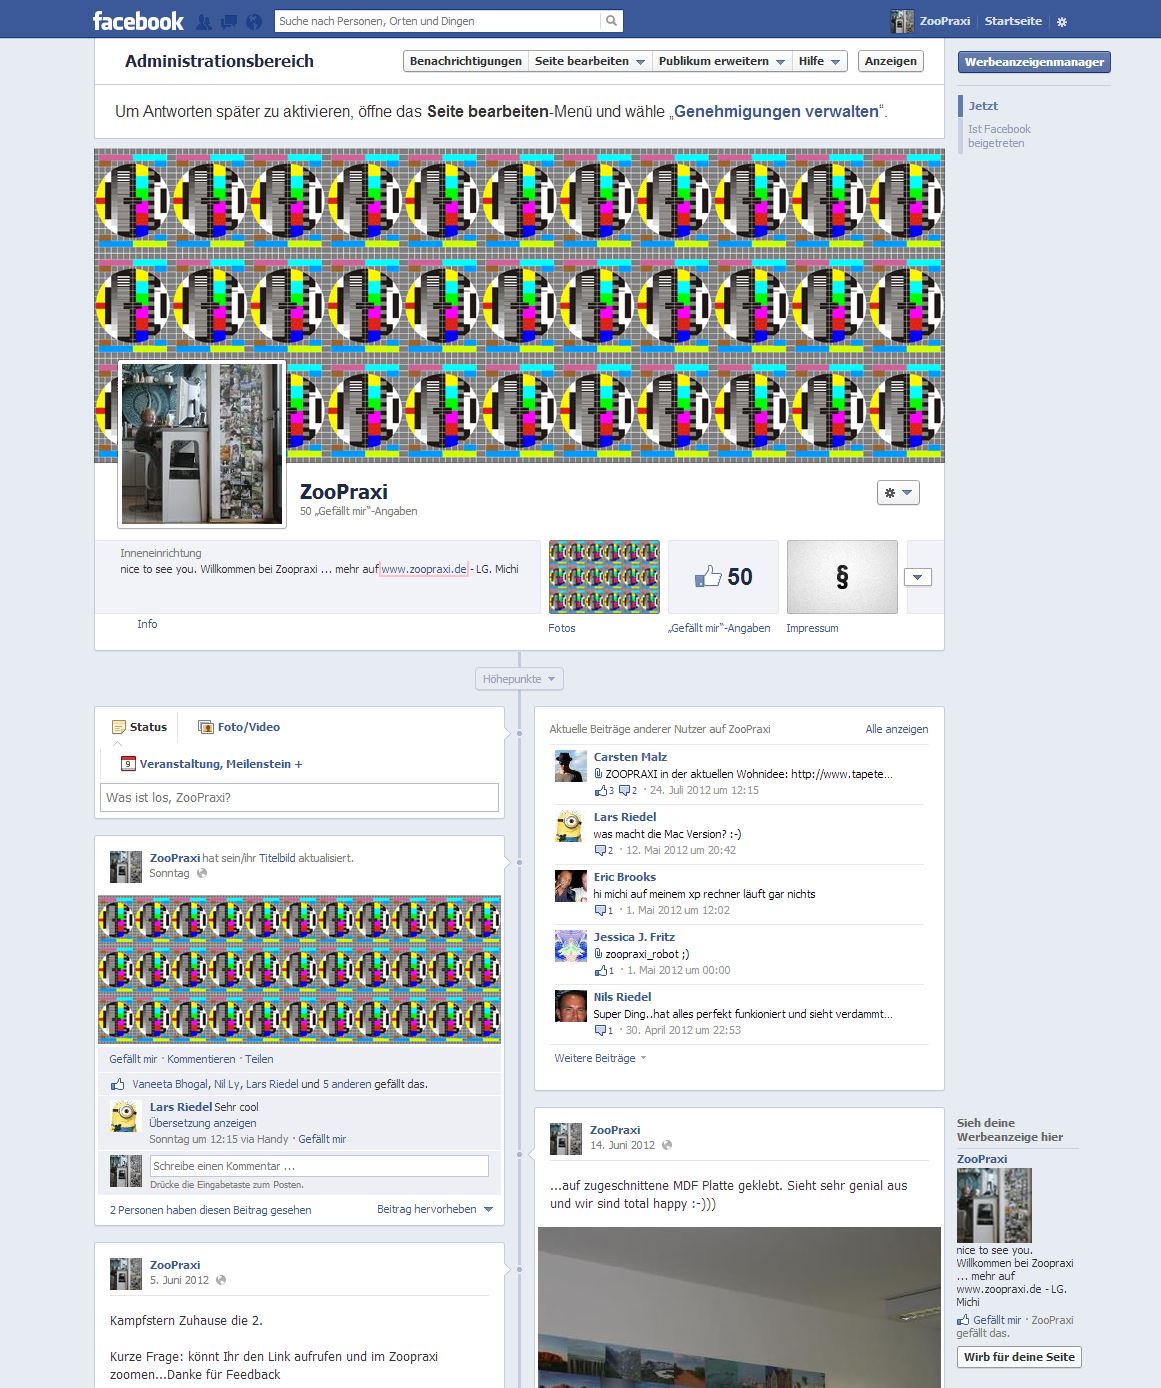 facebook
Suche nach Personen, Orten und Dingen
ZooPraxi
Startseite
Administrationsbereich
Benachrichtigungen
Seite bearbeiten
Publikum erweitern
Hilfe
Anzeigen
Werbeanzeigenmanager
Um Antworten später zu aktivieren, öffne das Seite bearbeiten-Menü und wähle „Genehmigungen verwalten“.
Jetzt
Ist Facebook
beigetreten
ZooPraxi
50 „Gefällt mir“-Angaben
Inneneinrichtung
nice to see you. Willkommen bei Zoopraxi ... mehr auf www.zoopraxi.de - LG. Michi
Info
50
§
Fotos
„Gefällt mir“-Angaben
Impressum
Höhepunkte
Status
Foto/Video
9
Veranstaltung, Meilenstein +
Was ist los, ZooPraxi?
ZooPraxi hat sein/ihr Titelbild aktualisiert.
Sonntag
Gefällt mir · Kommentieren · Teilen
Vaneeta Bhogal, Nil Ly, Lars Riedel und 5 anderen gefällt das.
Lars Riedel Sehr cool
Übersetzung anzeigen
Sonntag um 12:15 via Handy · Gefällt mir
Schreibe einen Kommentar ...
Drücke die Eingabetaste zum Posten.
2 Personen haben diesen Beitrag gesehen
Beitrag hervorheben
ZooPraxi
5. Juni 2012
Kampfstern Zuhause die 2.
Kurze Frage: könnt Ihr den Link aufrufen und im Zoopraxi
zoomen...Danke für Feedback
Aktuelle Beiträge anderer Nutzer auf ZooPraxi
Alle anzeigen
Carsten Malz
ZOOPRAXI in der aktuellen Wohnidee: http://www.tapete...
3 2 · 24. Juli 2012 um 12:15
Lars Riedel
was macht die Mac Version? :-)
2 · 12. Mai 2012 um 20:42
Eric Brooks
hi michi auf meinem xp rechner läuft gar nichts
1 · 1. Mai 2012 um 12:02
Jessica J. Fritz
zoopraxi_robot ;)
1 · 1. Mai 2012 um 00:00
Nils Riedel
Super Ding..hat alles perfekt funkioniert und sieht verdammt...
1 · 30. April 2012 um 22:53
Weitere Beiträge
ZooPraxi
14. Juni 2012
...auf zugeschnittene MDF Platte geklebt. Sieht sehr genial aus
und wir sind total happy :-)))
Sieh deine
Werbeanzeige hier
ZooPraxi
nice to see you.
Willkommen bei Zoopraxi
... mehr auf
www.zoopraxi.de - LG.
Michi
Gefällt mir · ZooPraxi
gefällt das.
Wirb für deine Seite